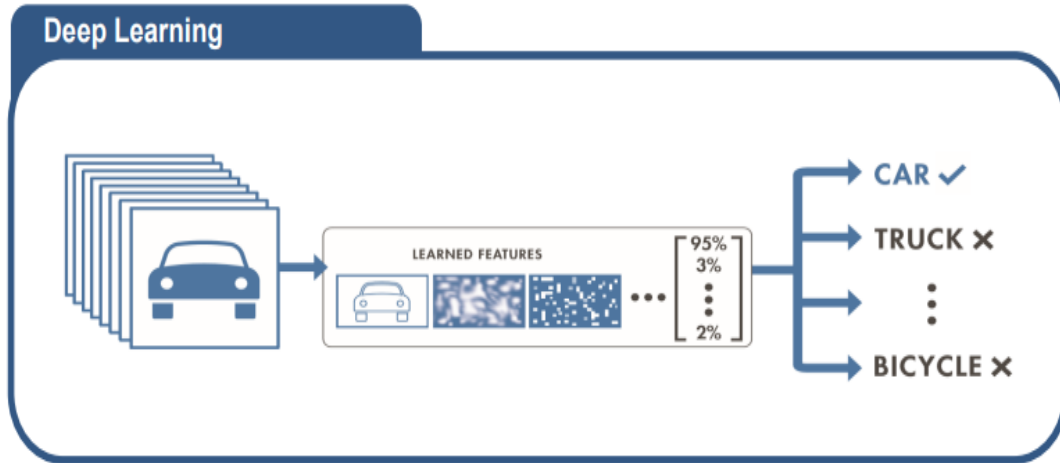 Deep Learning
LEARNED FEATURES
95%
3%
2%
CAR ✓
TRUCK ✕
BICYCLE ✕